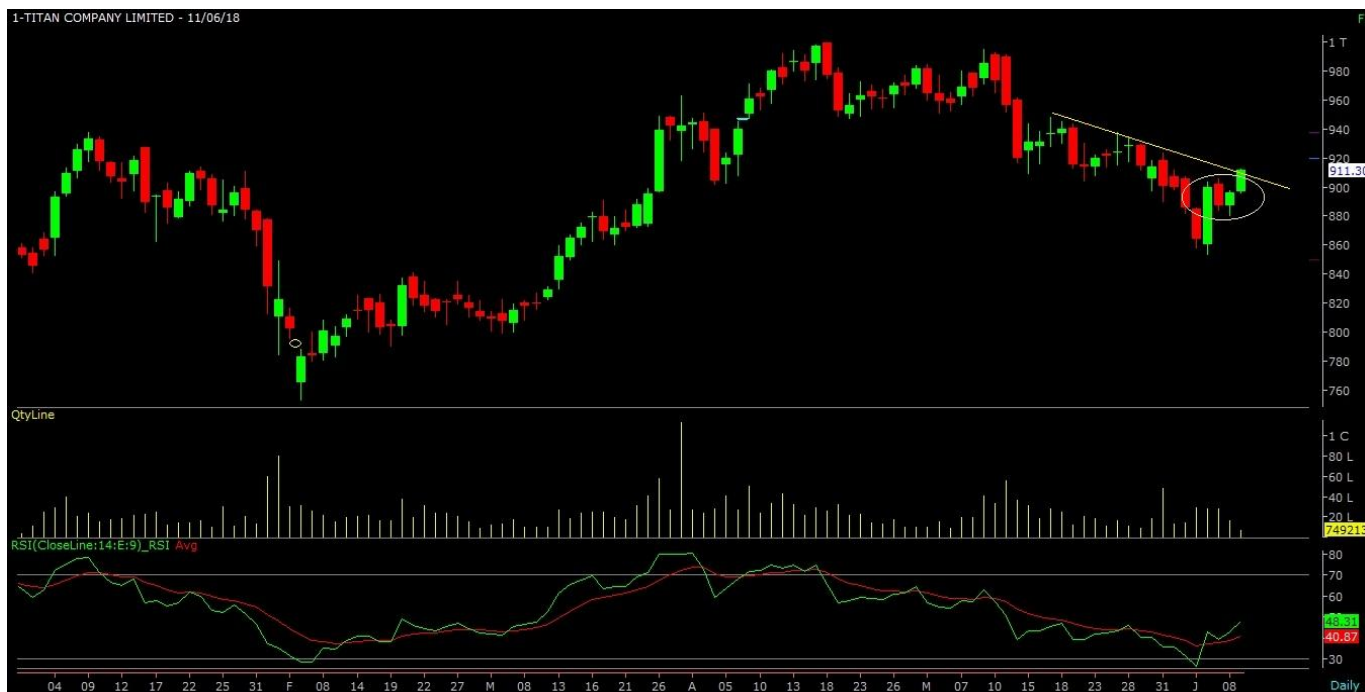 1-TITAN COMPANY LIMITED - 11/06/18
F
1 T
980
960
940
920
911.30
900
880
860
840
820
800
780
760
QtyLine
1 C
80 L
60 L
40 L
20 L
749213
RSI(CloseLine:14:E:9)_RSI Avg
80
70
60
48.31
40.87
30
04 09 12 17 22 25 31 F 08 14 19 22 27 M 08 13 16 21 26 A 05 10 13 18 23 26 M 07 10 15 18 23 28 31 J 08 Daily